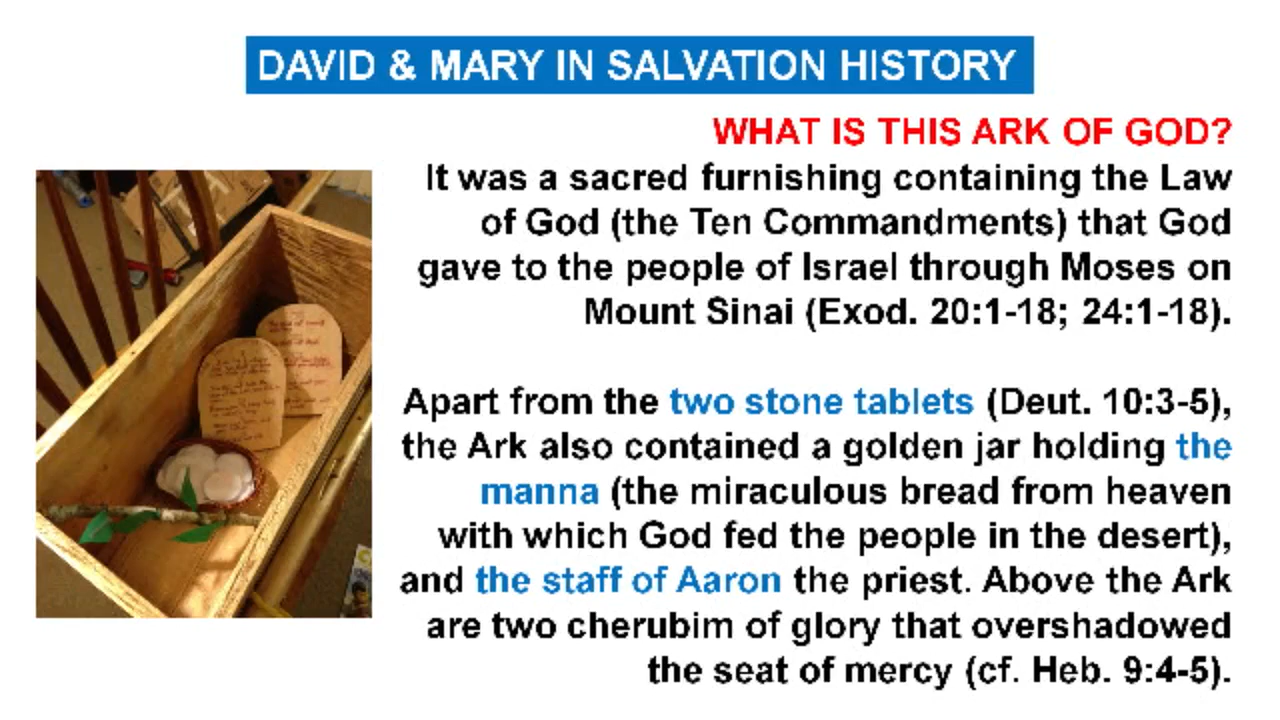 DAVID & MARY IN SALVATION HISTORY
WHAT IS THIS ARK OF GOD?
It was a sacred furnishing containing the Law
of God (the Ten Commandments) that God
gave to the people of Israel through Moses on
Mount Sinai (Exod. 20:1-18; 24:1-18).
Apart from the two stone tablets (Deut. 10:3-5),
the Ark also contained a golden jar holding the
manna (the miraculous bread from heaven
with which God fed the people in the desert),
and the staff of Aaron the priest. Above the Ark
are two cherubim of glory that overshadowed
the seat of mercy (cf. Heb. 9:4-5).